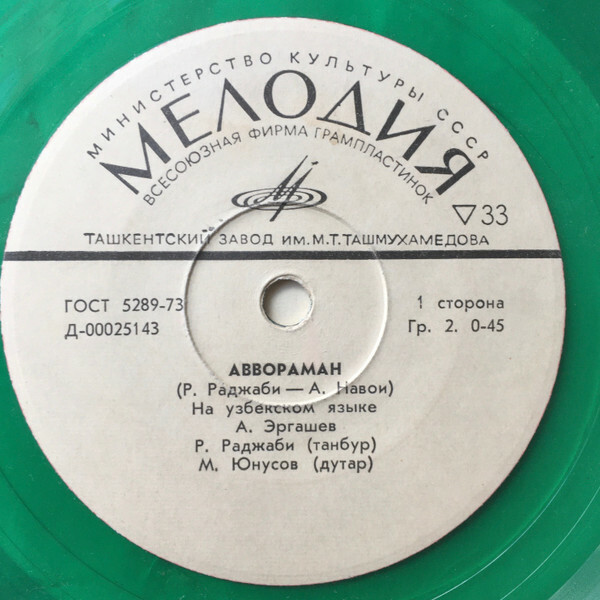 МИНИСТЕРСТВО КУЛЬТУРЫ СССР
МЕЛОДИЯ
ВСЕСОЮЗНАЯ ФИРМА ГРАМПЛАСТИНОК
▽33
ТАШКЕНТСКИЙ ЗАВОД ИМ. М.Т. ТАШМУХАМЕДОВА
ГОСТ 5289-73
Д-00025143
1 сторона
Гр. 2. 0-45
АВВОРАМАН
(Р. Раджаби — А. Навои)
На узбекском языке
А. Эргашев
Р. Раджаби (танбур)
М. Юнусов (дутар)